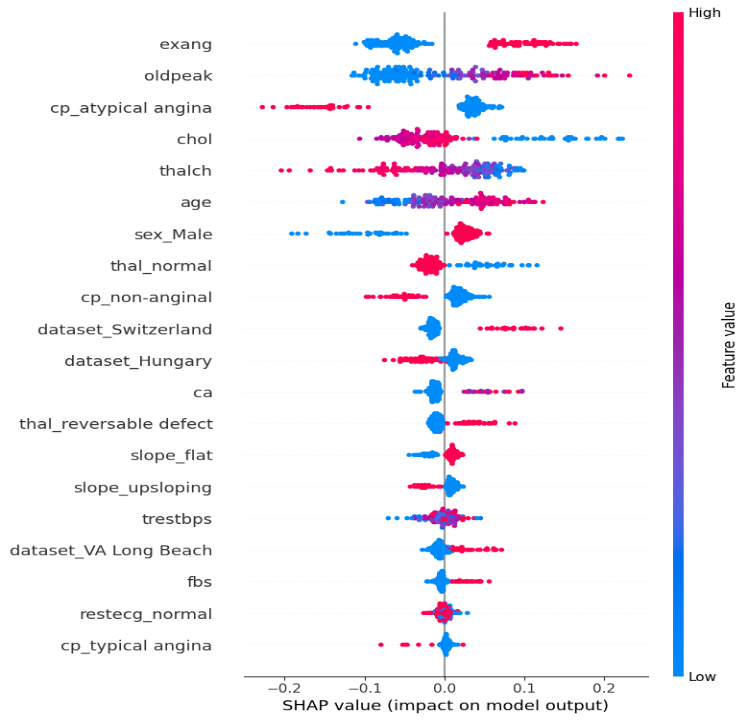 High
exang
oldpeak
cp_atypical angina
chol
thalch
age
sex_Male
thal_normal
cp_non-anginal
dataset_Switzerland
dataset_Hungary
ca
thal_reversable defect
slope_flat
slope_upsloping
trestbps
dataset_VA Long Beach
fbs
restecg_normal
cp_typical angina
Feature value
Low
−0.2 −0.1 0.0 0.1 0.2
SHAP value (impact on model output)